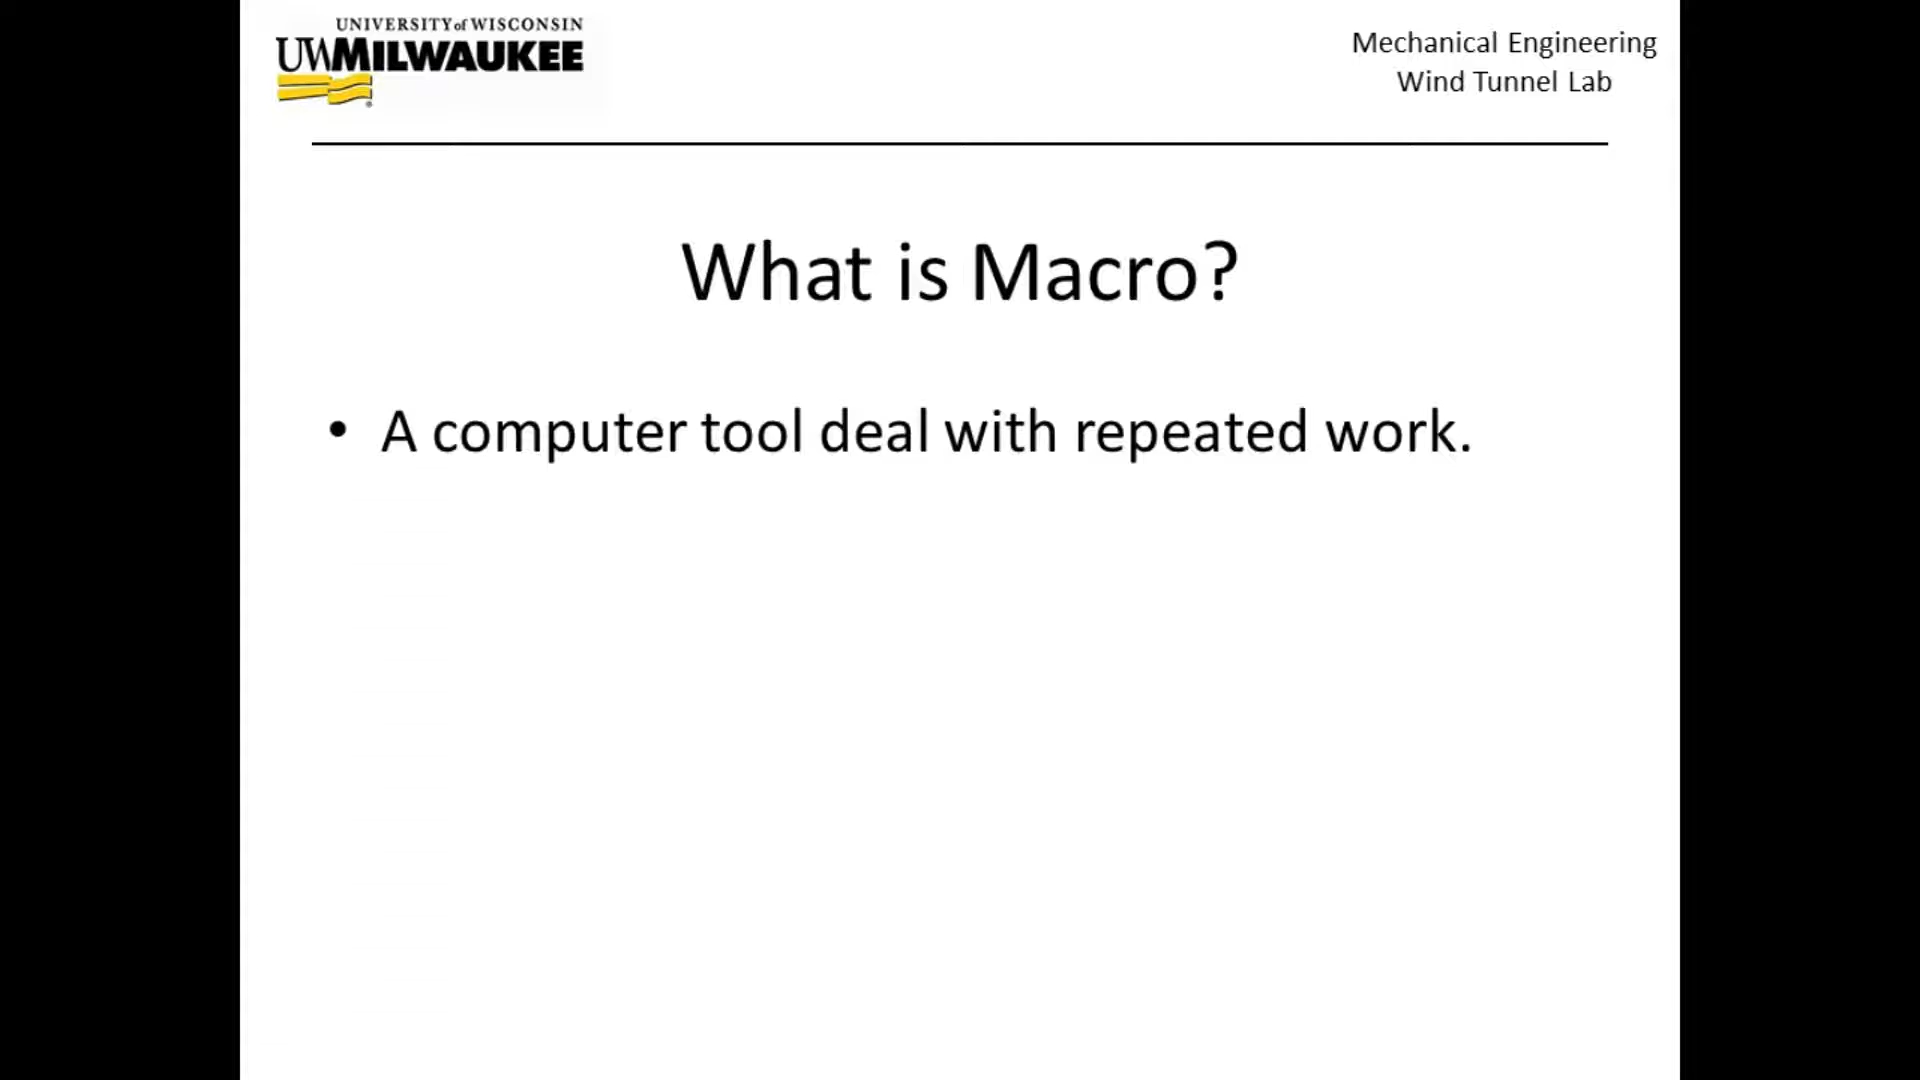 UNIVERSITY of WISCONSIN
UWMILWAUKEE
Mechanical Engineering
Wind Tunnel Lab
What is Macro?
• A computer tool deal with repeated work.